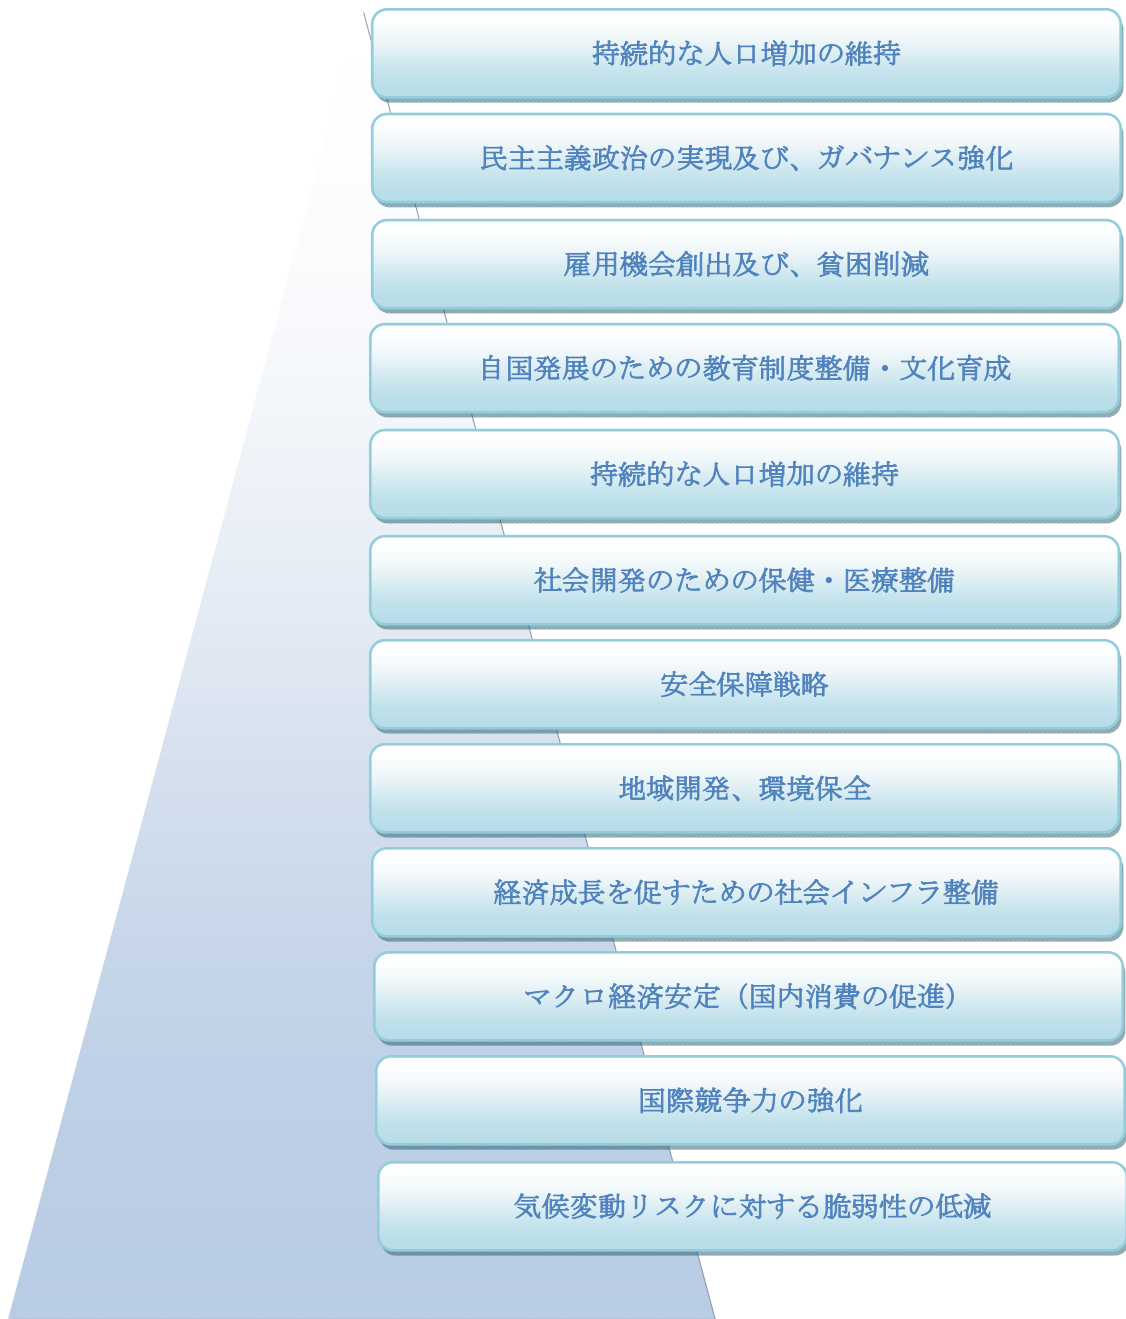 持続的な人口増加の維持
民主主義政治の実現及び、ガバナンス強化
雇用機会創出及び、貧困削減
自国発展のための教育制度整備・文化育成
持続的な人口増加の維持
社会開発のための保健・医療整備
安全保障戦略
地域開発、環境保全
経済成長を促すための社会インフラ整備
マクロ経済安定（国内消費の促進）
国際競争力の強化
気候変動リスクに対する脆弱性の低減